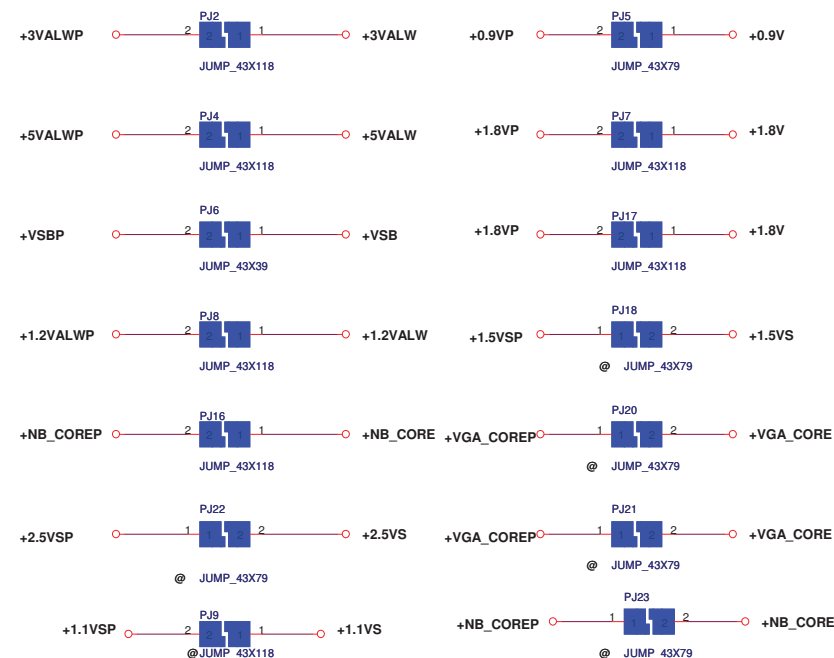 PJ2
+3VALWP 2 2 1 1 +3VALW
JUMP_43X118
PJ5
+0.9VP 2 2 1 1 +0.9V
JUMP_43X79
PJ4
+5VALWP 2 2 1 1 +5VALW
JUMP_43X118
PJ7
+1.8VP 2 2 1 1 +1.8V
JUMP_43X118
PJ6
+VSBP 2 2 1 1 +VSB
JUMP_43X39
PJ17
+1.8VP 2 2 1 1 +1.8V
JUMP_43X118
PJ8
+1.2VALWP 2 2 1 1 +1.2VALW
JUMP_43X118
PJ18
+1.5VSP 1 1 2 2 +1.5VS
@ JUMP_43X79
PJ16
+NB_COREP 2 2 1 1 +NB_CORE
JUMP_43X118
PJ20
+VGA_COREP 1 1 2 2 +VGA_CORE
@ JUMP_43X79
PJ22
+2.5VSP 1 1 2 2 +2.5VS
@ JUMP_43X79
PJ21
+VGA_COREP 1 1 2 2 +VGA_CORE
@ JUMP_43X79
PJ9
+1.1VSP 2 2 1 1 +1.1VS
@JUMP_43X118
PJ23
+NB_COREP 1 1 2 2 +NB_CORE
@ JUMP_43X79